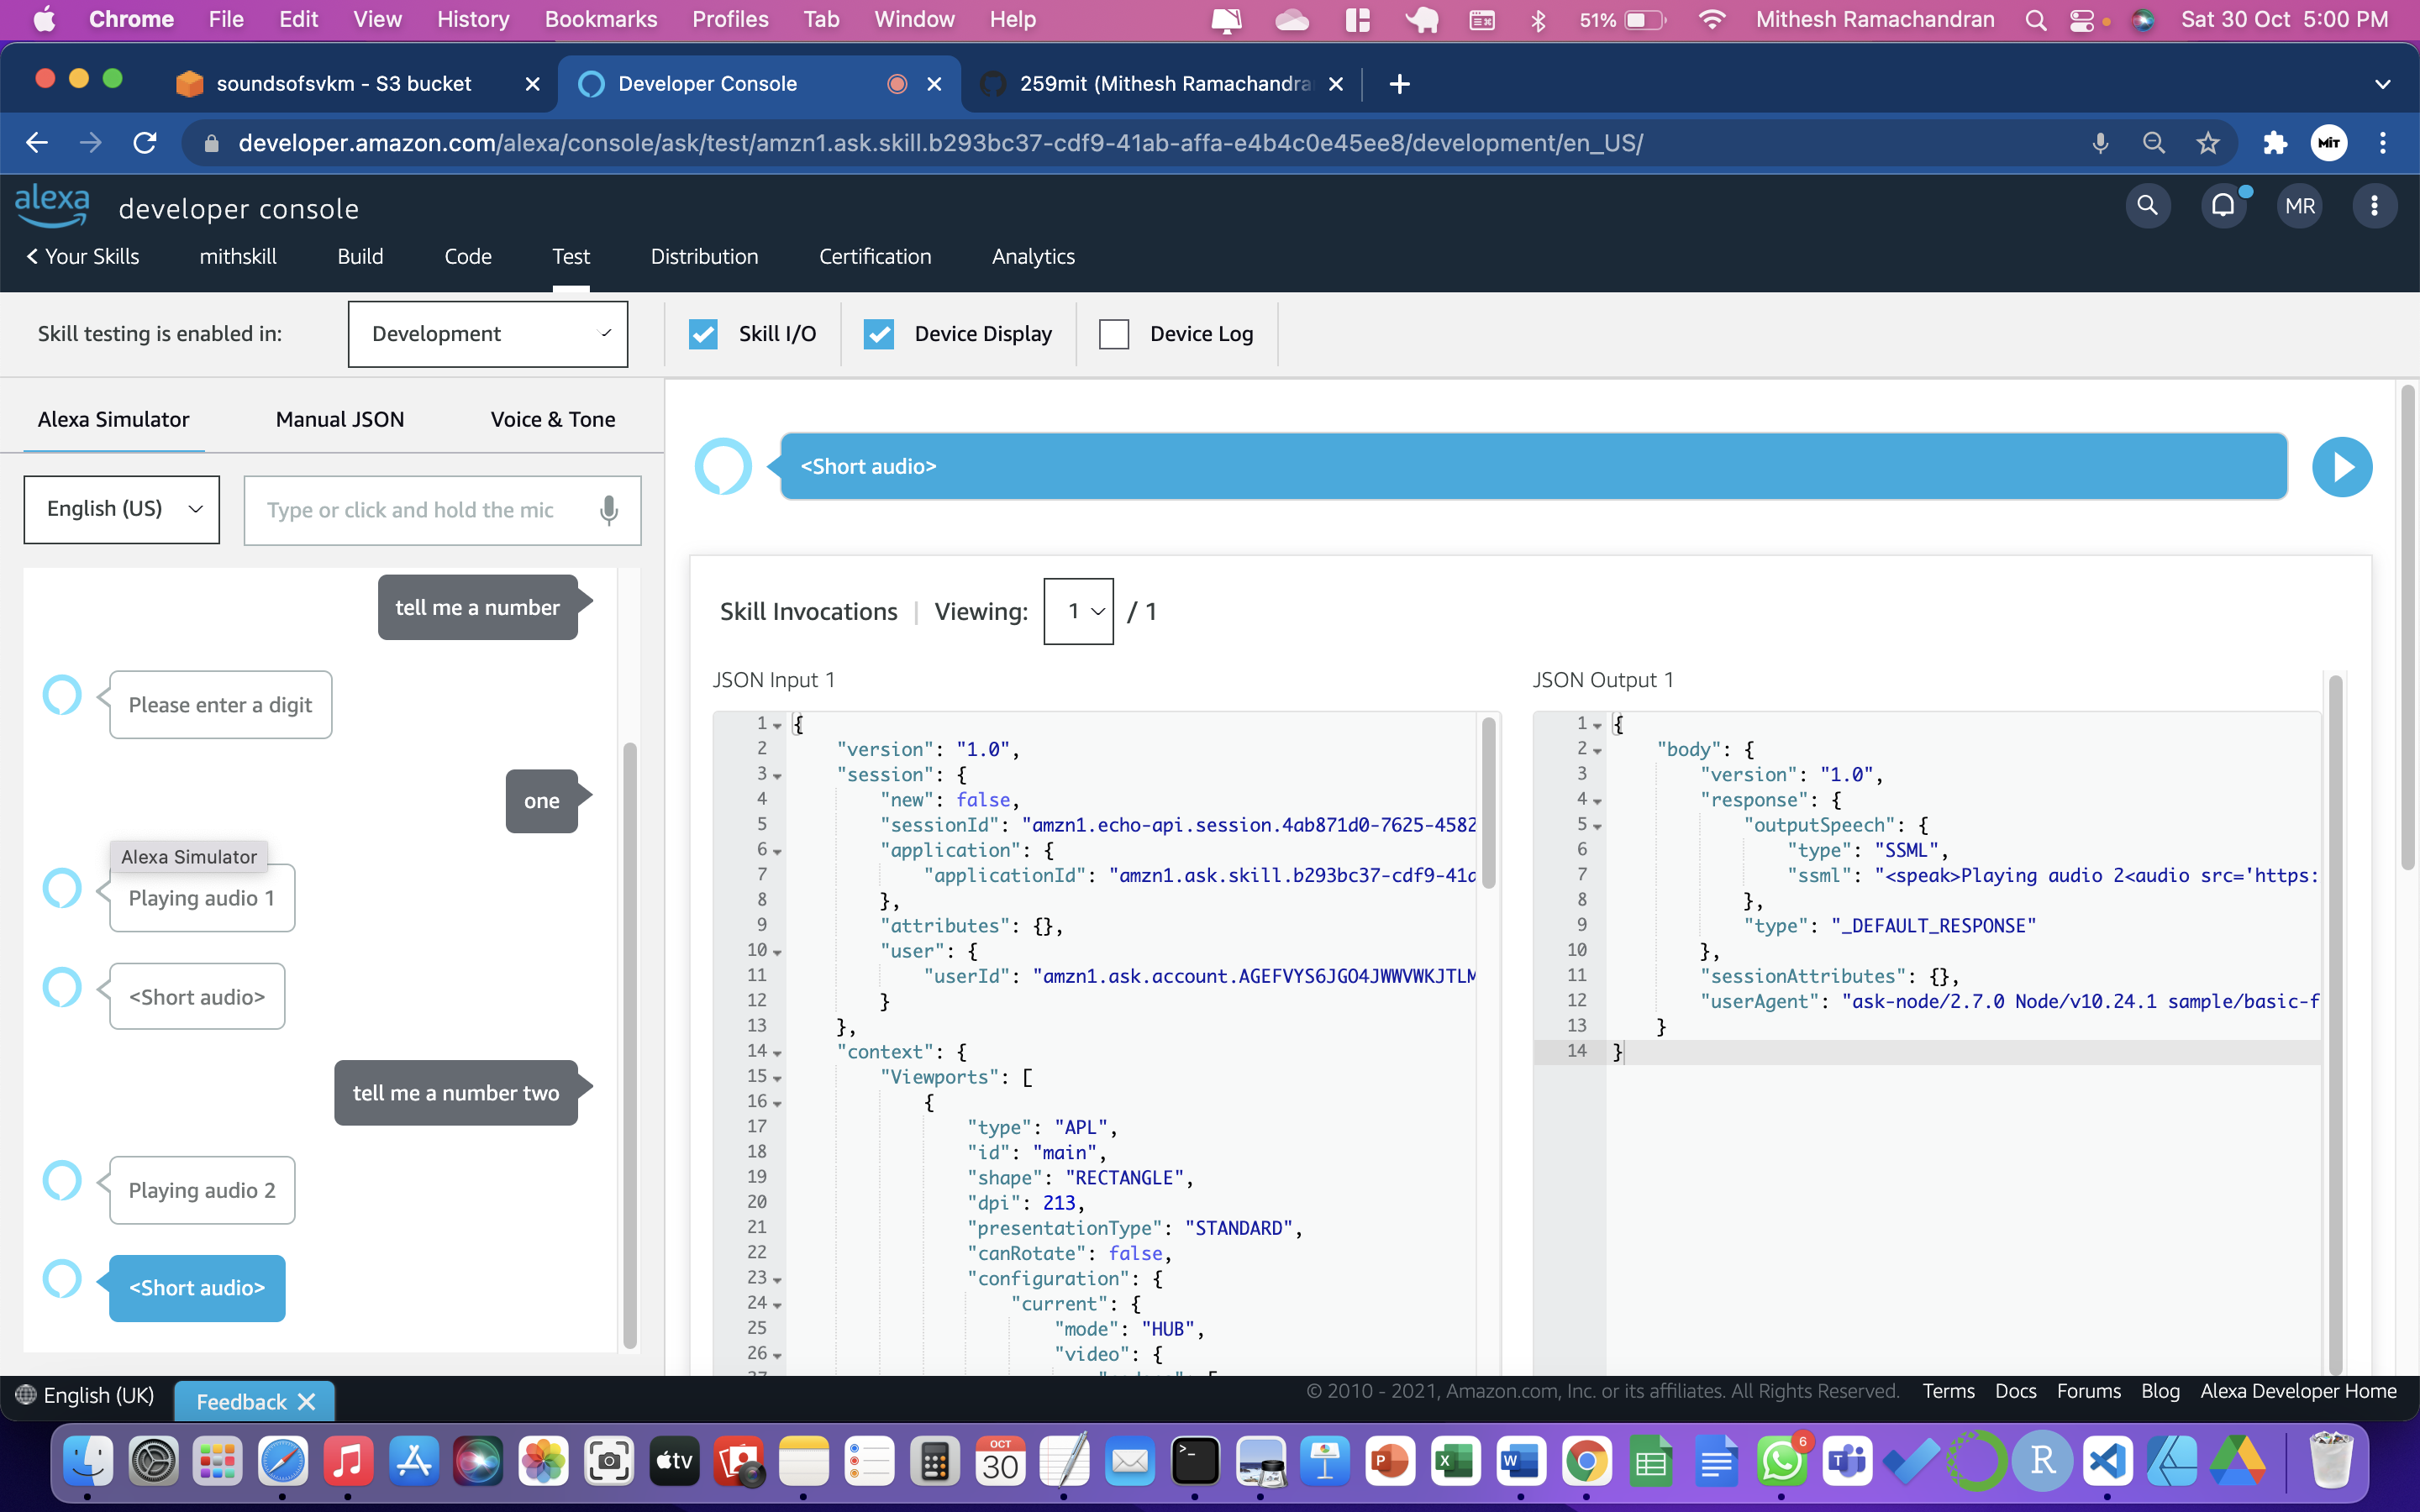 Chrome File Edit View History Bookmarks Profiles Tab Window Help 51% Mithesh Ramachandran Sat 30 Oct 5:00 PM
soundsofsvkm - S3 bucket Developer Console 259mit (Mithesh Ramachandra
developer.amazon.com/alexa/console/ask/test/amzn1.ask.skill.b293bc37-cdf9-41ab-affa-e4b4c0e45ee8/development/en_US/ MiT
alexa developer console MR
Your Skills mithskill Build Code Test Distribution Certification Analytics
Skill testing is enabled in: Development Skill I/O Device Display Device Log
Alexa Simulator Manual JSON Voice & Tone
English (US) Type or click and hold the mic
tell me a number
Please enter a digit
one
Alexa Simulator
Playing audio 1
<Short audio>
tell me a number two
Playing audio 2
<Short audio>
<Short audio>
Skill Invocations | Viewing: 1 / 1
JSON Input 1
1 {
2 "version": "1.0",
3 "session": {
4 "new": false,
5 "sessionId": "amzn1.echo-api.session.4ab871d0-7625-4582
6 "application": {
7 "applicationId": "amzn1.ask.skill.b293bc37-cdf9-41a
8 },
9 "attributes": {},
10 "user": {
11 "userId": "amzn1.ask.account.AGEFVYS6JGO4JWWVWKJTLM
12 }
13 },
14 "context": {
15 "Viewports": [
16 {
17 "type": "APL",
18 "id": "main",
19 "shape": "RECTANGLE",
20 "dpi": 213,
21 "presentationType": "STANDARD",
22 "canRotate": false,
23 "configuration": {
24 "current": {
25 "mode": "HUB",
26 "video": {
JSON Output 1
1 {
2 "body": {
3 "version": "1.0",
4 "response": {
5 "outputSpeech": {
6 "type": "SSML",
7 "ssml": "<speak>Playing audio 2<audio src='https:
8 },
9 "type": "_DEFAULT_RESPONSE"
10 },
11 "sessionAttributes": {},
12 "userAgent": "ask-node/2.7.0 Node/v10.24.1 sample/basic-f
13 }
14 }
English (UK) Feedback © 2010 - 2021, Amazon.com, Inc. or its affiliates. All Rights Reserved. Terms Docs Forums Blog Alexa Developer Home
tv OCT 30 >_ P X W 6 T R